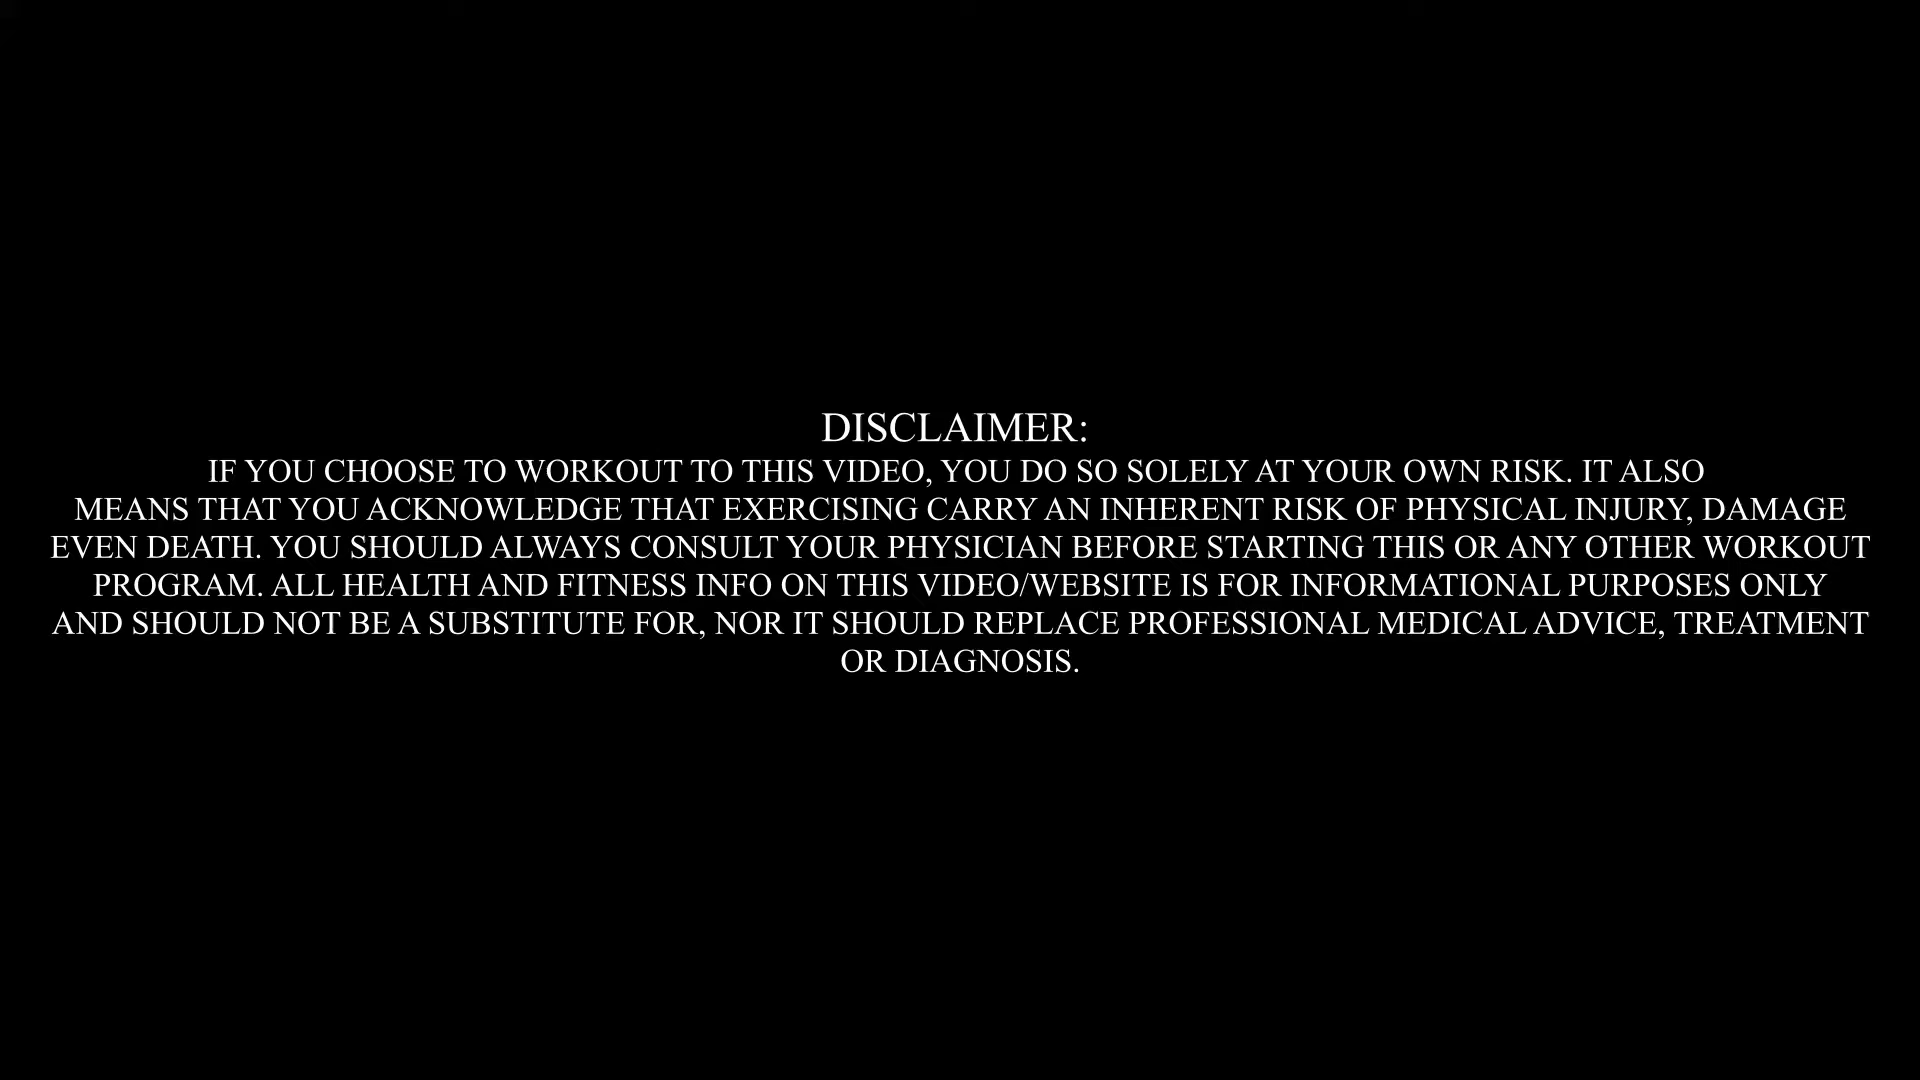 DISCLAIMER:
IF YOU CHOOSE TO WORKOUT TO THIS VIDEO, YOU DO SO SOLELY AT YOUR OWN RISK. IT ALSO
MEANS THAT YOU ACKNOWLEDGE THAT EXERCISING CARRY AN INHERENT RISK OF PHYSICAL INJURY, DAMAGE
EVEN DEATH. YOU SHOULD ALWAYS CONSULT YOUR PHYSICIAN BEFORE STARTING THIS OR ANY OTHER WORKOUT
PROGRAM. ALL HEALTH AND FITNESS INFO ON THIS VIDEO/WEBSITE IS FOR INFORMATIONAL PURPOSES ONLY
AND SHOULD NOT BE A SUBSTITUTE FOR, NOR IT SHOULD REPLACE PROFESSIONAL MEDICAL ADVICE, TREATMENT
OR DIAGNOSIS.